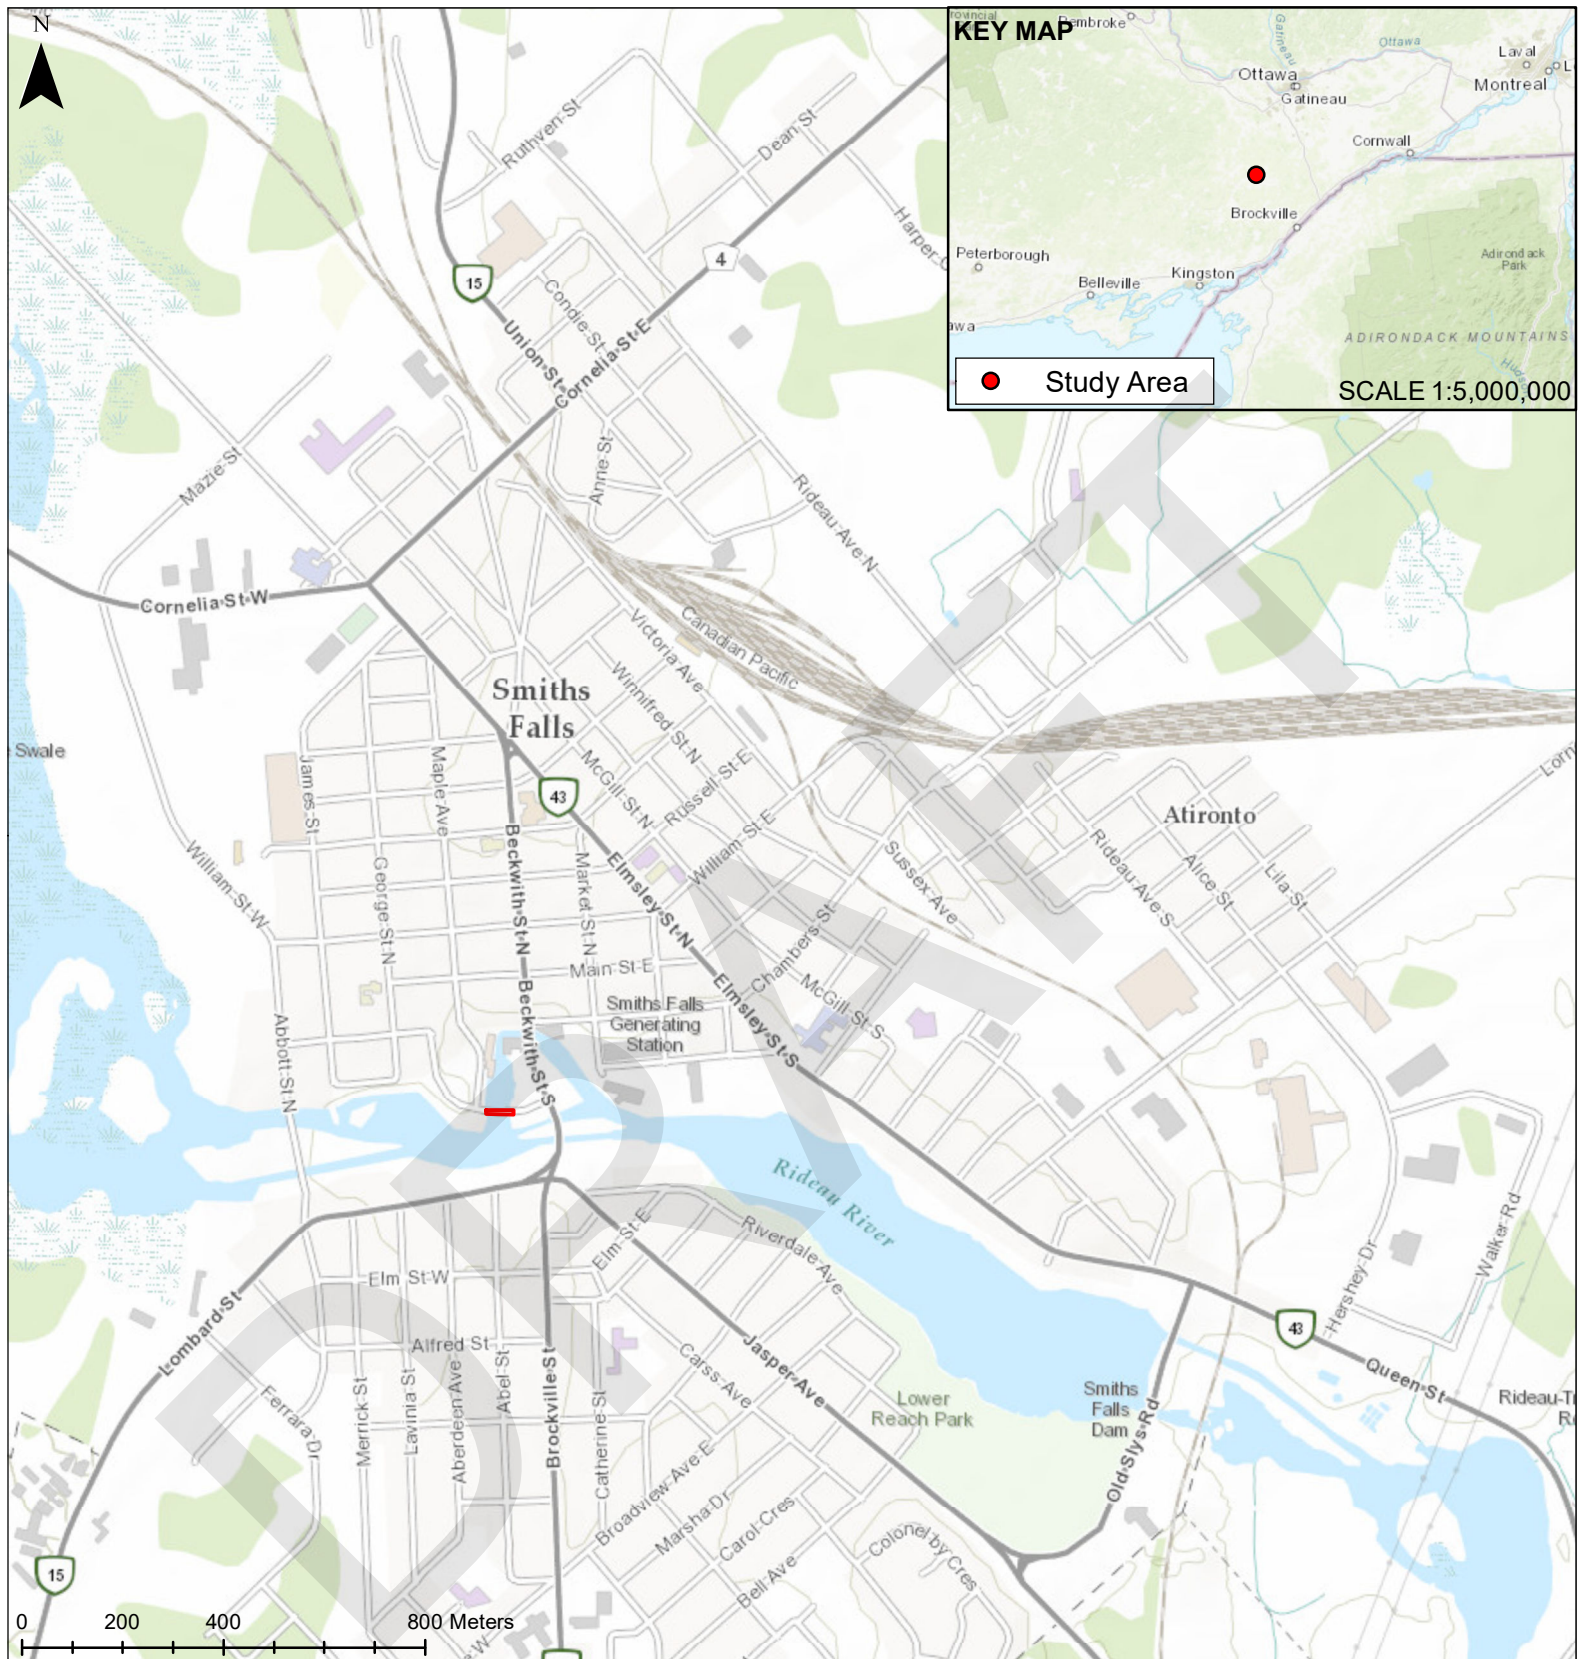 N
KEY MAP
rovincial
Pembroke
Gatineau
Ottawa
Laval
Montreal
Ottawa
Gatineau
Cornwall
Brockville
Peterborough
Belleville
Kingston
Adirondack
Park
ADIRONDACK MOUNTAINS
Study Area
SCALE 1:5,000,000
Ruthven St
Dean St
4
15
Union St
Condie St
Cornelia St E
Mazie St
Anne St
Rideau Ave N
Cornelia St W
Victoria Ave
Canadian Pacific
Winnifred St N
Smiths
Falls
Swale
James St
Maple Ave
43
McGill St N
Russell St E
William St E
Atironto
William St W
George St N
Beckwith St N
Market St N
Elmsley St N
Sussex Ave
Rideau Ave S
Alice St
Lila St
Main St E
Chambers St
McGill St S
Elmsley St S
Smiths Falls
Generating
Station
Beckwith St S
Abbott St N
Rideau River
Elm St E
Riverdale Ave
Elm St W
Lombard St
Alfred St
Jasper Ave
Carss Ave
Hershey Dr
Walker Rd
43
Queen St
Ferrara Dr
Merrick St
Lavinia St
Aberdeen Ave
Abel St
Brockville St
Catherine St
Lower
Reach Park
Smiths
Falls
Dam
Old Slys Rd
Broadview Ave E
Marsha Dr
Carol Cres
Bell Ave
Colonel by Cres
15
0 200 400 800 Meters
DRAFT